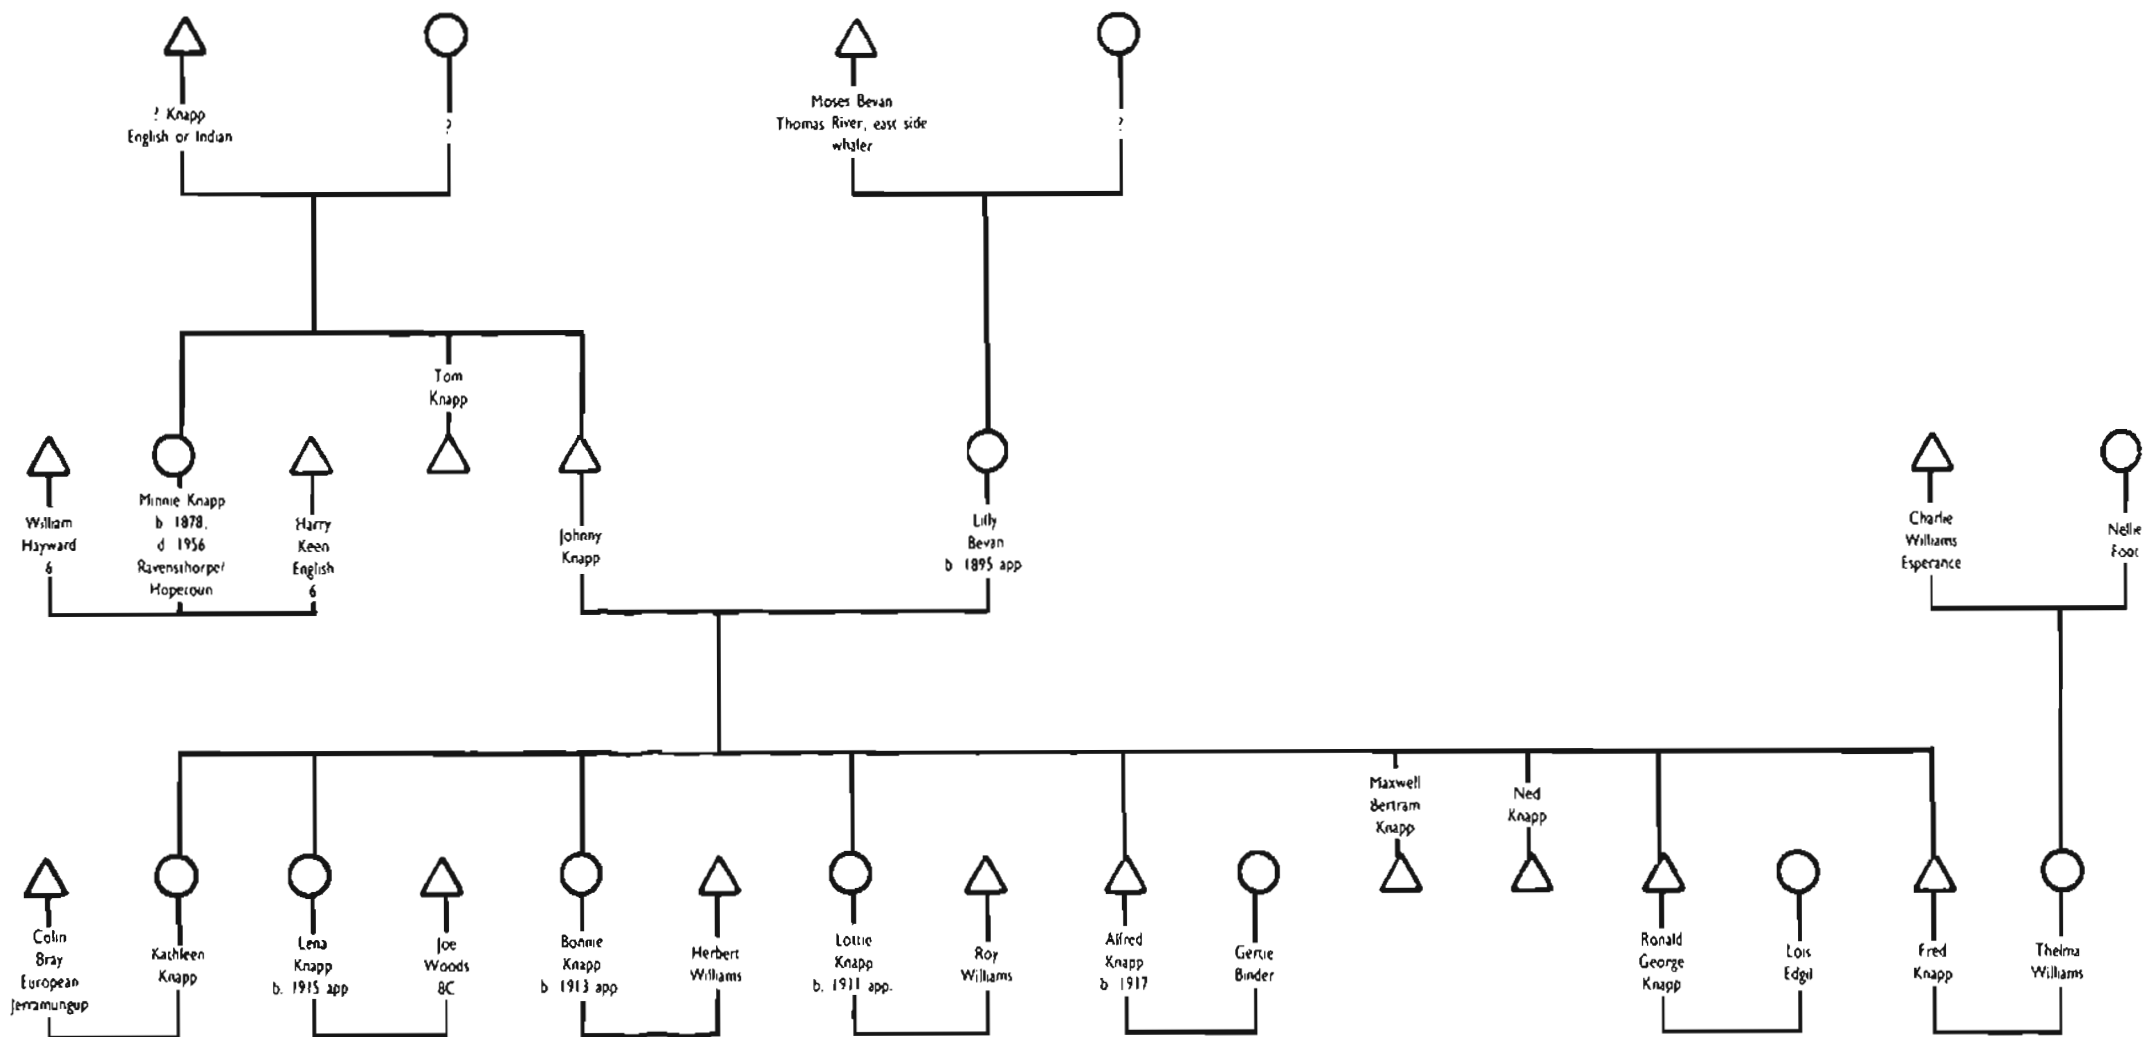 ? Knapp
English or Indian
?
Moses Bevan
Thomas River, east side
whaler
?
Tom
Knapp
William
Hayward
6
Minnie Knapp
b 1878,
d 1956
Ravensthorpe/
Hopetoun
Harry
Keen
English
6
Johnny
Knapp
Lilly
Bevan
b 1895 app
Charlie
Williams
Esperance
Nellie
Foot
Maxwell
Bertram
Knapp
Ned
Knapp
Colin
Bray
European
Jerramungup
Kathleen
Knapp
Lena
Knapp
b. 1915 app
Joe
Woods
8C
Bonnie
Knapp
b 1913 app
Herbert
Williams
Lottie
Knapp
b. 1911 app.
Roy
Williams
Alfred
Knapp
b 1917
Gertie
Binder
Ronald
George
Knapp
Lois
Edgil
Fred
Knapp
Thelma
Williams